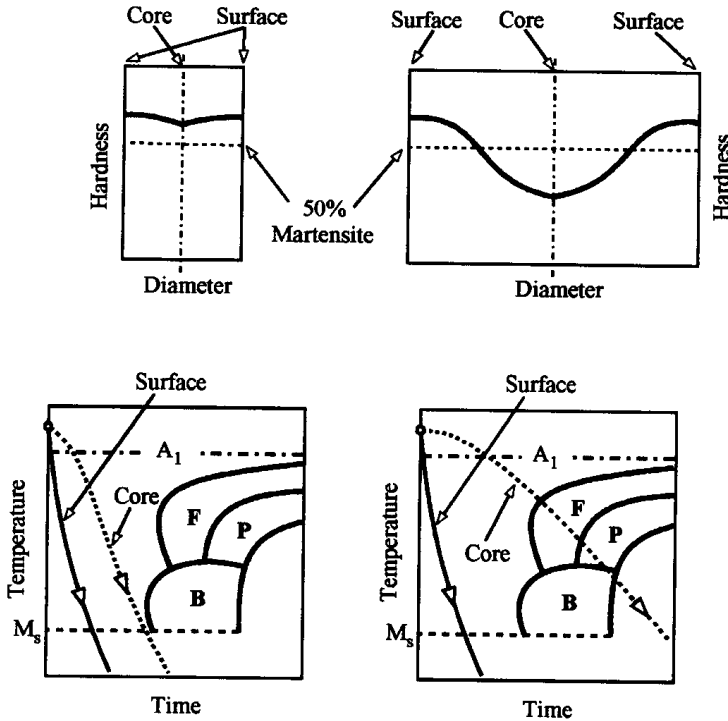 Core
Surface
Hardness
Diameter
50%
Martensite
Surface
Core
Surface
Hardness
Diameter
Surface
A1
Core
F
P
B
Ms
Temperature
Time
Surface
A1
Core
F
P
B
Ms
Temperature
Time